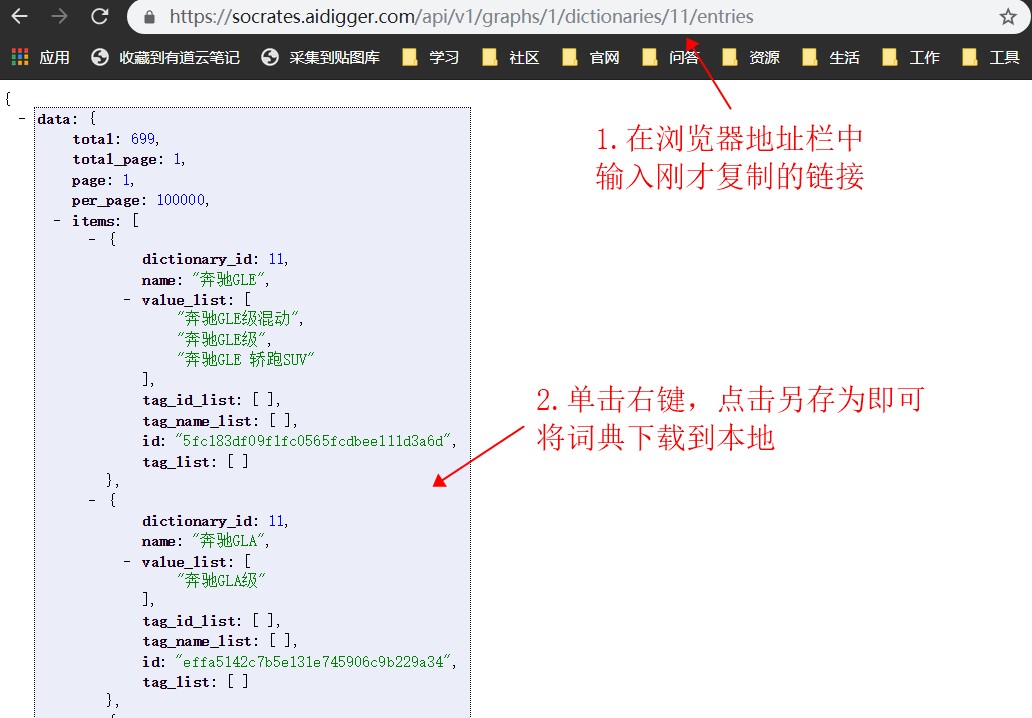 https://socrates.aidigger.com/api/v1/graphs/1/dictionaries/11/entries
应用 收藏到有道云笔记 采集到贴图库 学习 社区 官网 问答 资源 生活 工作 工具
{
- data: {
total: 699,
total_page: 1,
page: 1,
per_page: 100000,
- items: [
- {
dictionary_id: 11,
name: "奔驰GLE",
- value_list: [
"奔驰GLE级混动",
"奔驰GLE级",
"奔驰GLE 轿跑SUV"
],
tag_id_list: [ ],
tag_name_list: [ ],
id: "5fc183df09f1fc0565fcdbee111d3a6d",
tag_list: [ ]
},
- {
dictionary_id: 11,
name: "奔驰GLA",
- value_list: [
"奔驰GLA级"
],
tag_id_list: [ ],
tag_name_list: [ ],
id: "effa5142c7b5e131e745906c9b229a34",
tag_list: [ ]
},
1.在浏览器地址栏中
输入刚才复制的链接
2.单击右键，点击另存为即可
将词典下载到本地